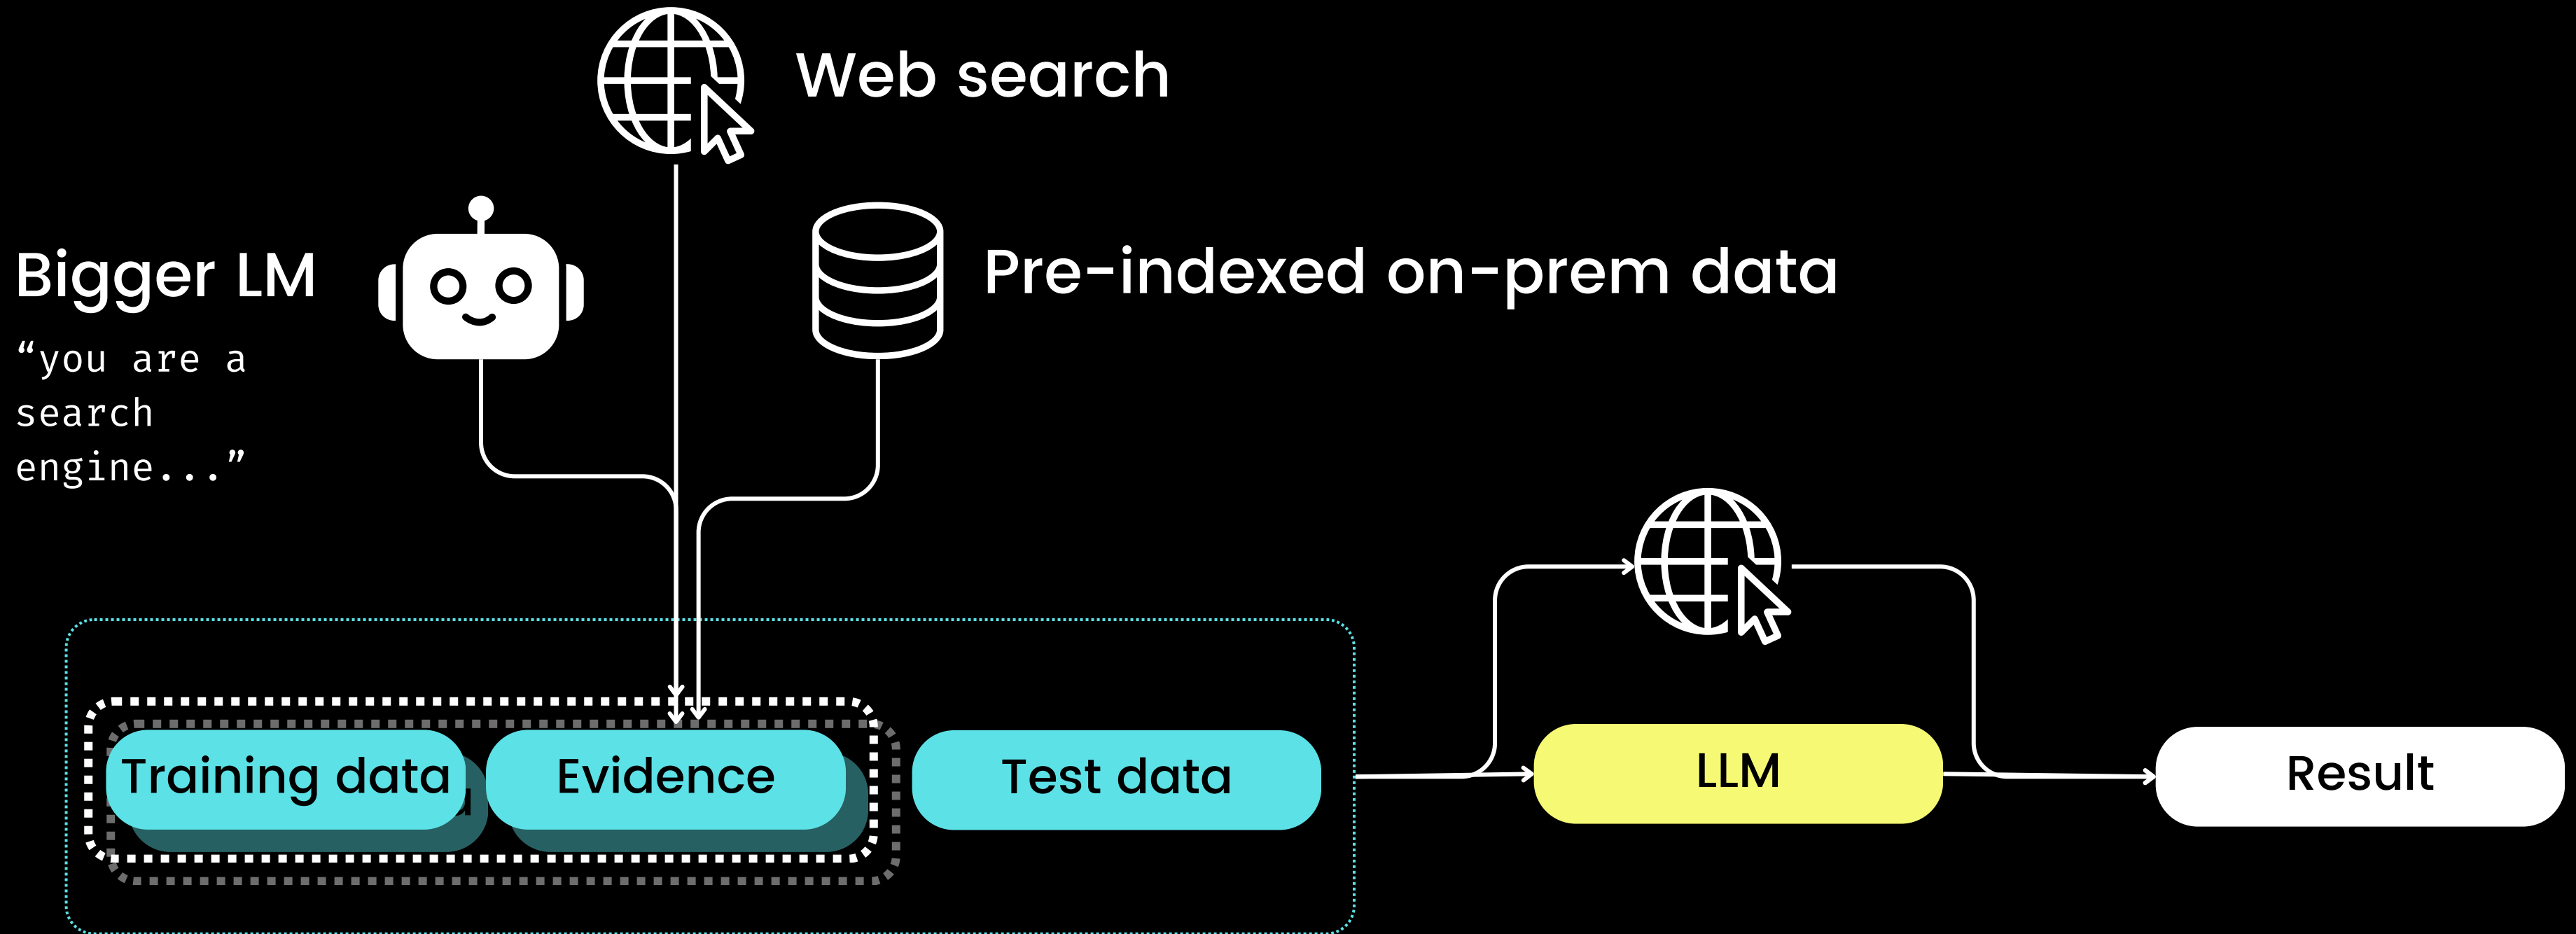 Web search
Bigger LM
“you are a
search
engine...”
Pre-indexed on-prem data
Training data
Evidence
Test data
LLM
Result